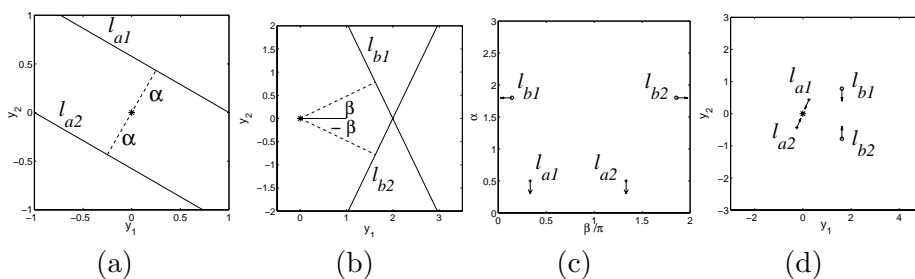 l_a1
l_a2
α
α
y_2
y_1
1
0.5
0
-0.5
-1
-1 -0.5 0 0.5 1
(a)
l_b1
l_b2
β
- β
y_2
y_1
2
1.5
1
0.5
0
-0.5
-1
-1.5
-2
0 1 2 3
(b)
l_b1
l_b2
l_a1
l_a2
α
β/π
3
2.5
2
1.5
1
0.5
0
0 0.5 1 1.5 2
(c)
l_a1
l_b1
l_a2
l_b2
y_2
y_1
3
2
1
0
-1
-2
-3
-2 0 2 4
(d)